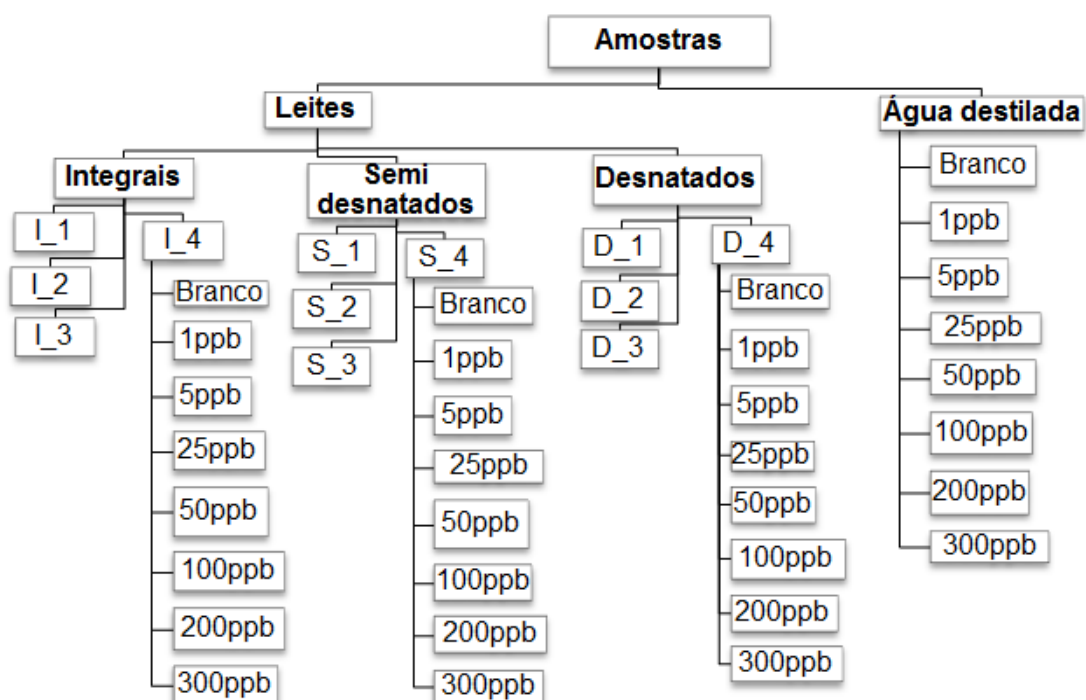 Amostras
Leites
Integrais
I_1
I_2
I_3
I_4
Branco
1ppb
5ppb
25ppb
50ppb
100ppb
200ppb
300ppb
Semi
desnatados
S_1
S_2
S_3
S_4
Branco
1ppb
5ppb
25ppb
50ppb
100ppb
200ppb
300ppb
Desnatados
D_1
D_2
D_3
D_4
Branco
1ppb
5ppb
25ppb
50ppb
100ppb
200ppb
300ppb
Água destilada
Branco
1ppb
5ppb
25ppb
50ppb
100ppb
200ppb
300ppb